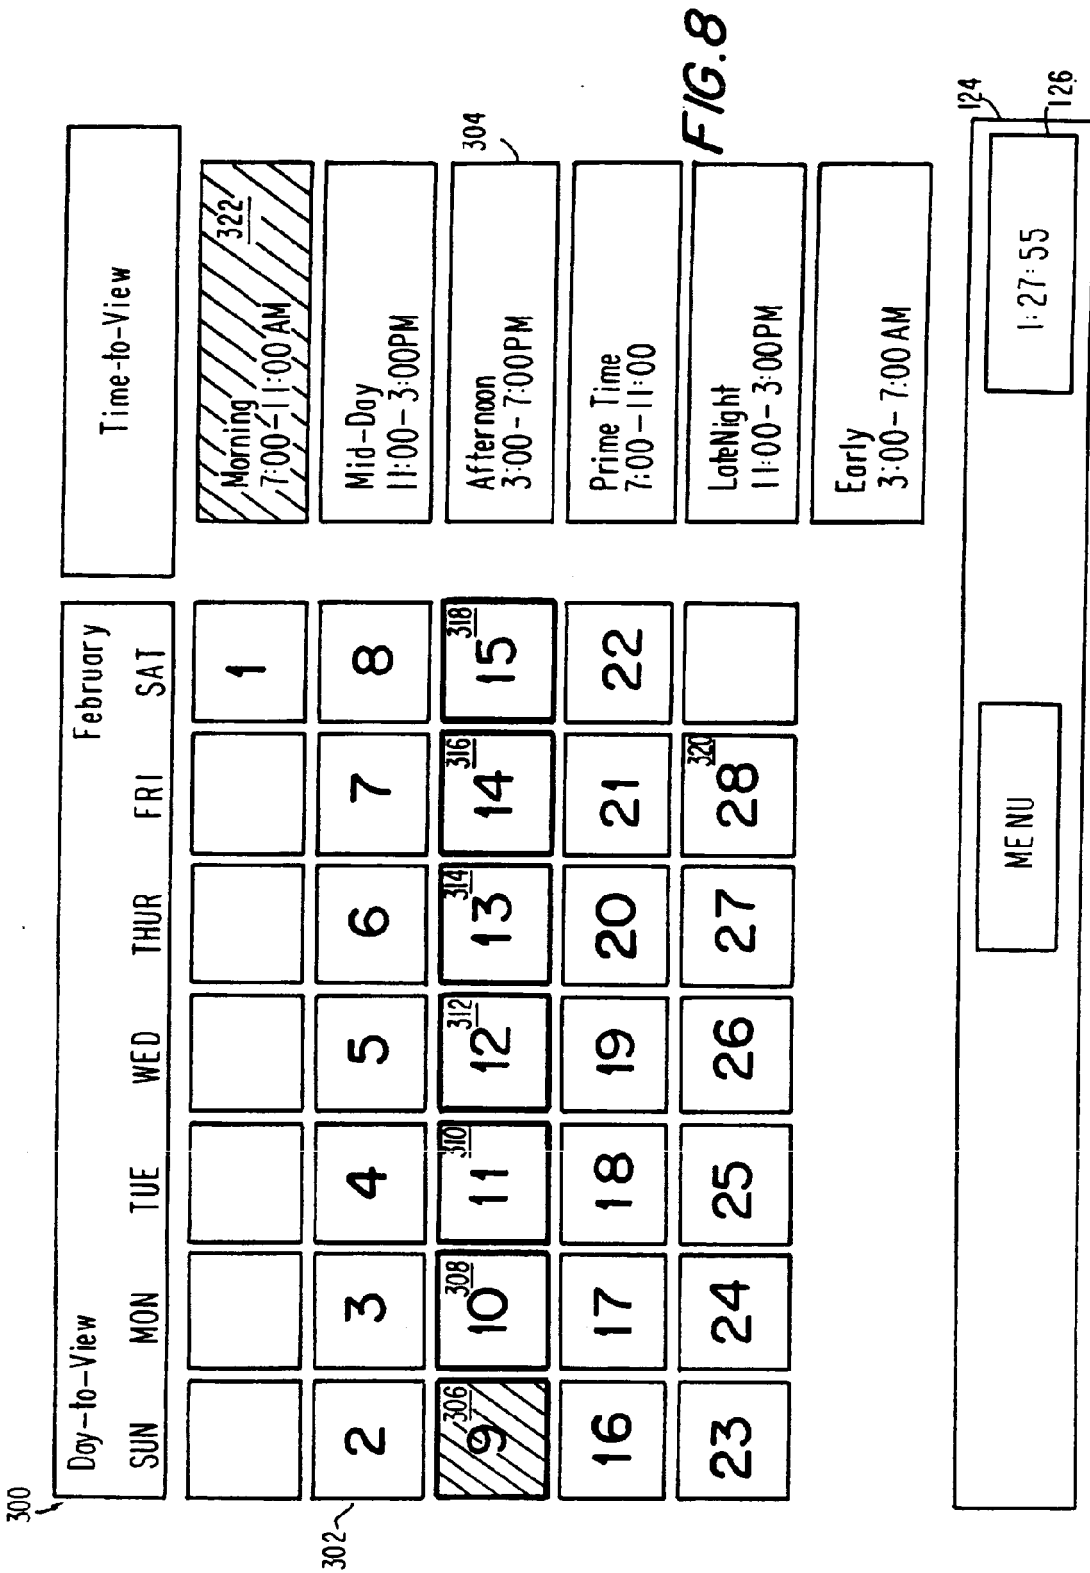 300
Day-to-View February
SUN MON TUE WED THUR FRI SAT
Time-to-View
1
302
2 3 4 5 6 7 8
306 308 310 312 314 316 318
9 10 11 12 13 14 15
16 17 18 19 20 21 22
320
23 24 25 26 27 28
322
Morning
7:00-11:00 AM
Mid-Day
11:00-3:00PM
304
Afternoon
3:00-7:00PM
Prime Time
7:00-11:00
LateNight
11:00-3:00PM
Early
3:00-7:00 AM
FIG.8
124
MENU
1:27:55
126